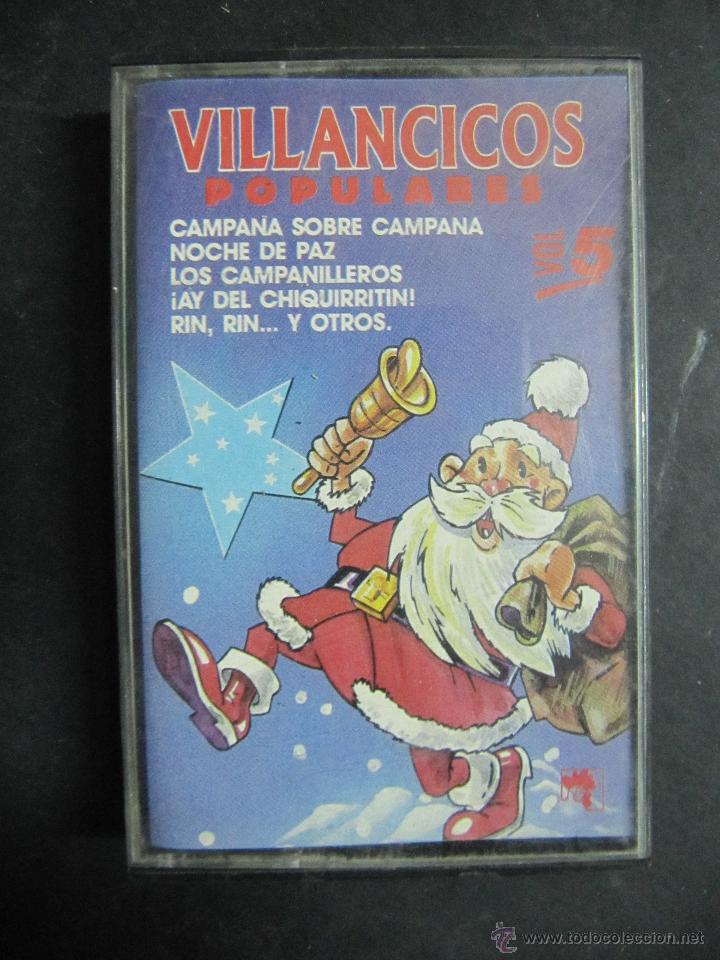 VILLANCICOS
POPULARES
VOL 5
CAMPAÑA SOBRE CAMPANA
NOCHE DE PAZ
LOS CAMPANILLEROS
¡AY DEL CHIQUIRRITIN!
RIN, RIN... Y OTROS.
© www.todocoleccion.net